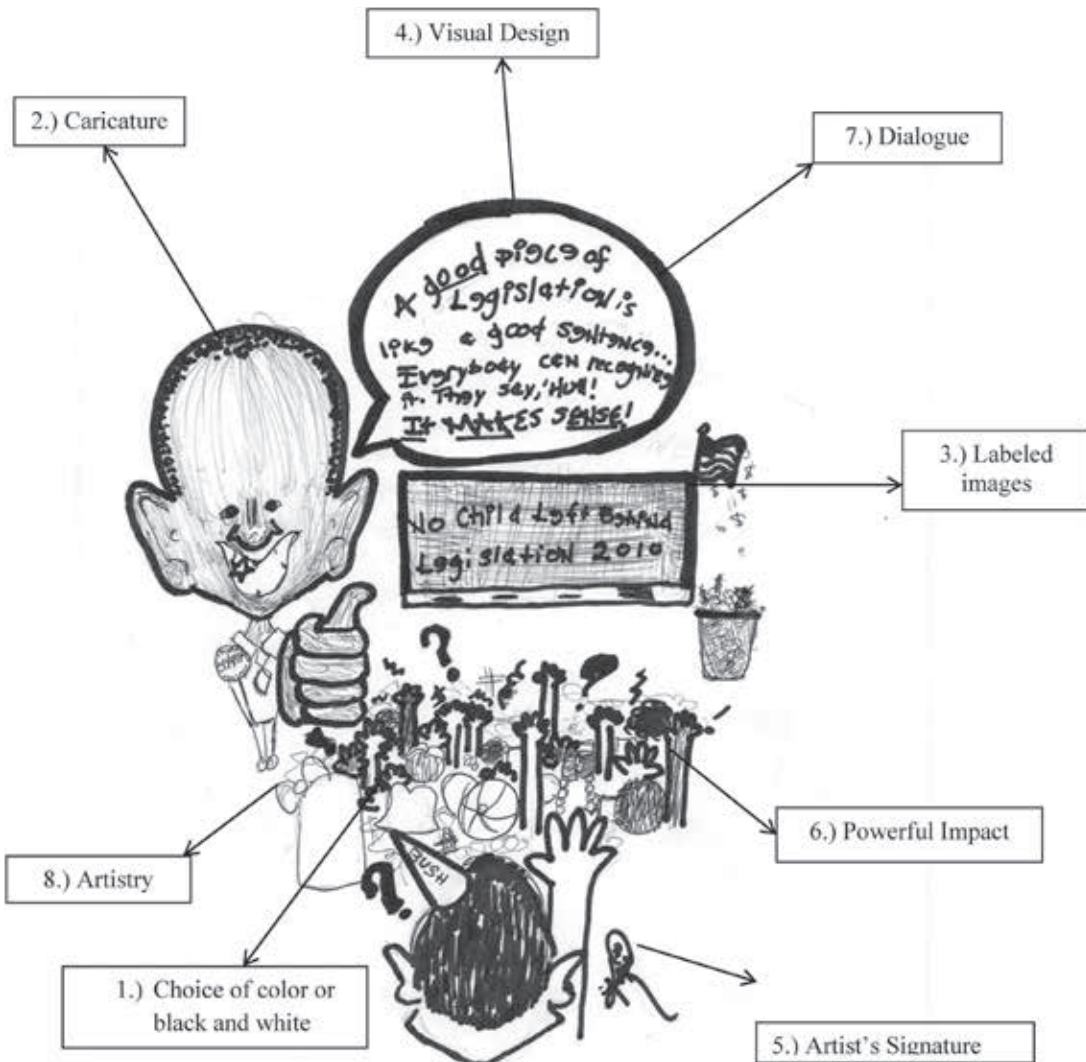 4.) Visual Design
2.) Caricature
7.) Dialogue
A good piece of
Legislation is
like a good sentence...
Everybody can recognize
it. They say, 'Huh!
It MAKES SENSE!
3.) Labeled
images
No Child Left Behind
Legislation 2010
6.) Powerful Impact
8.) Artistry
BUSH
1.) Choice of color or
black and white
5.) Artist's Signature